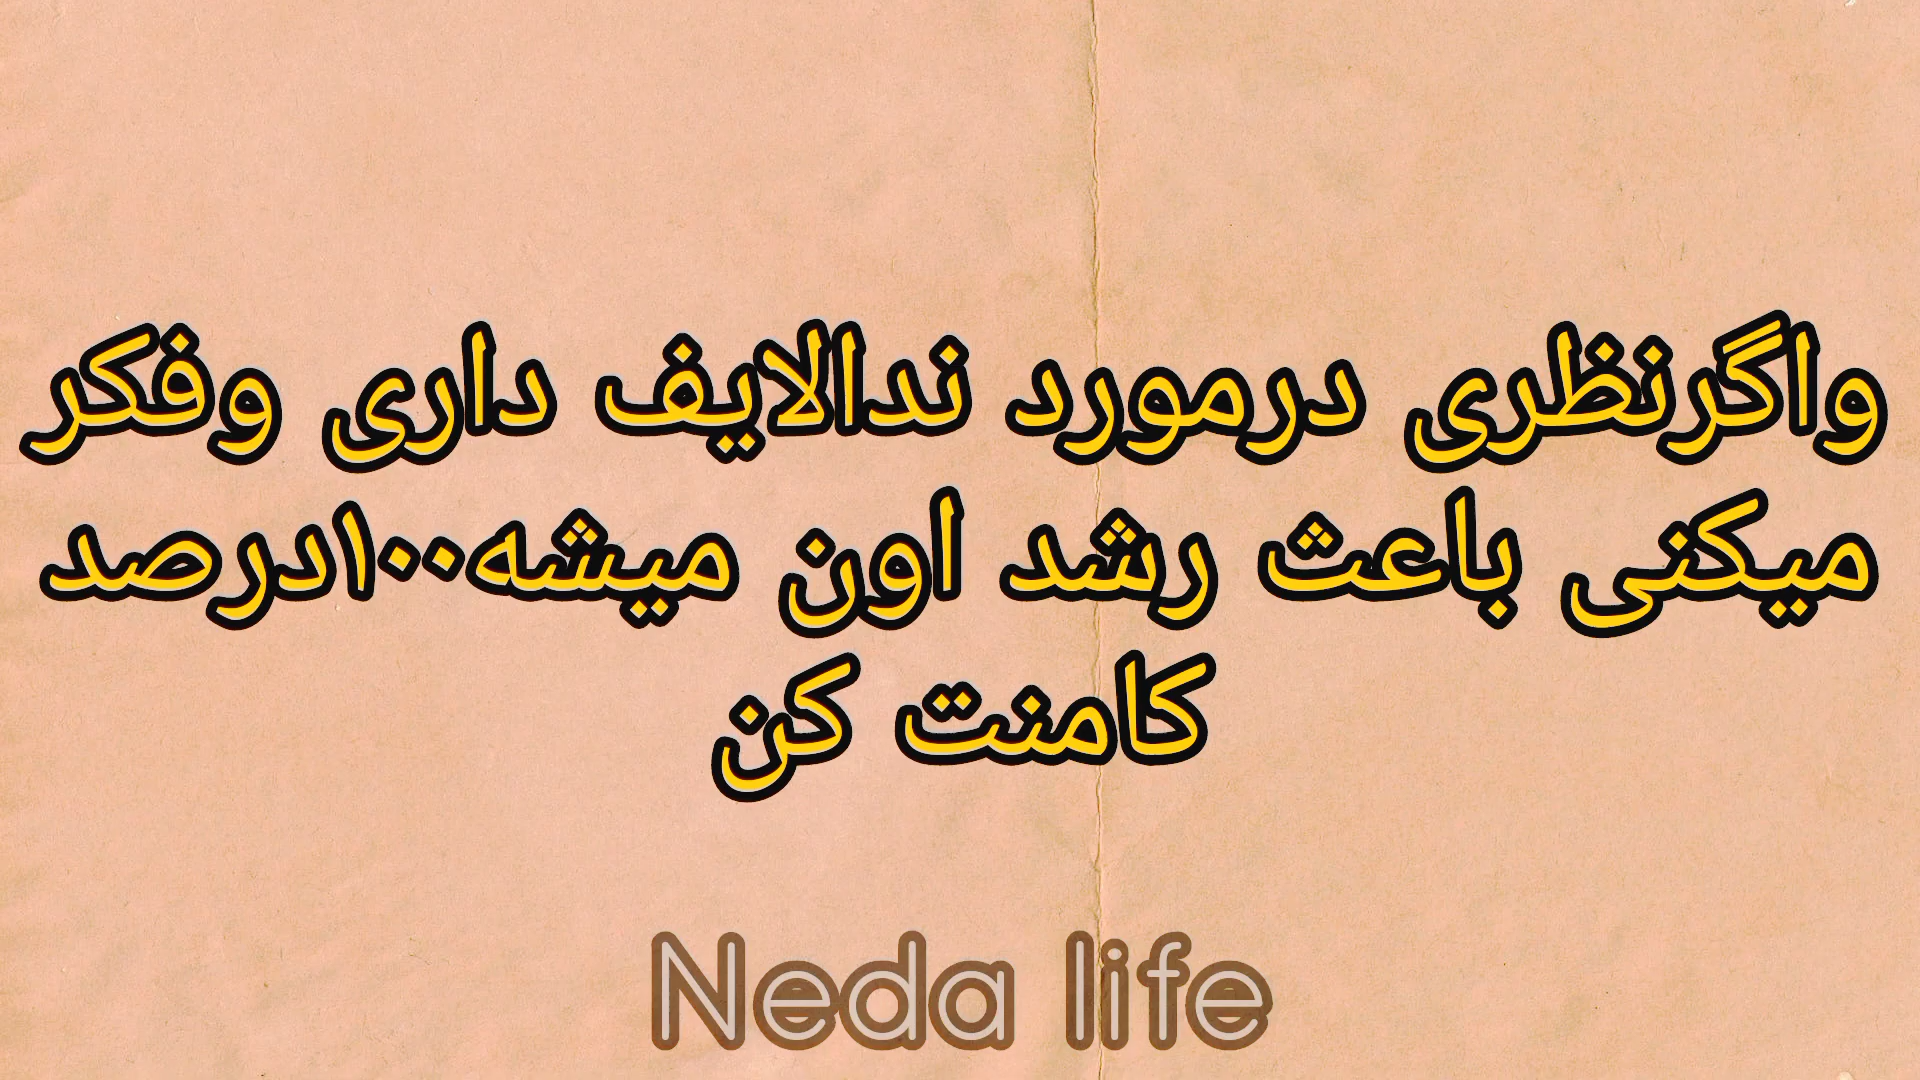 واگرنظری درمورد ندالایف داری وفکر
میکنی باعث رشد اون میشه۱۰۰درصد
کامنت کن
Neda life